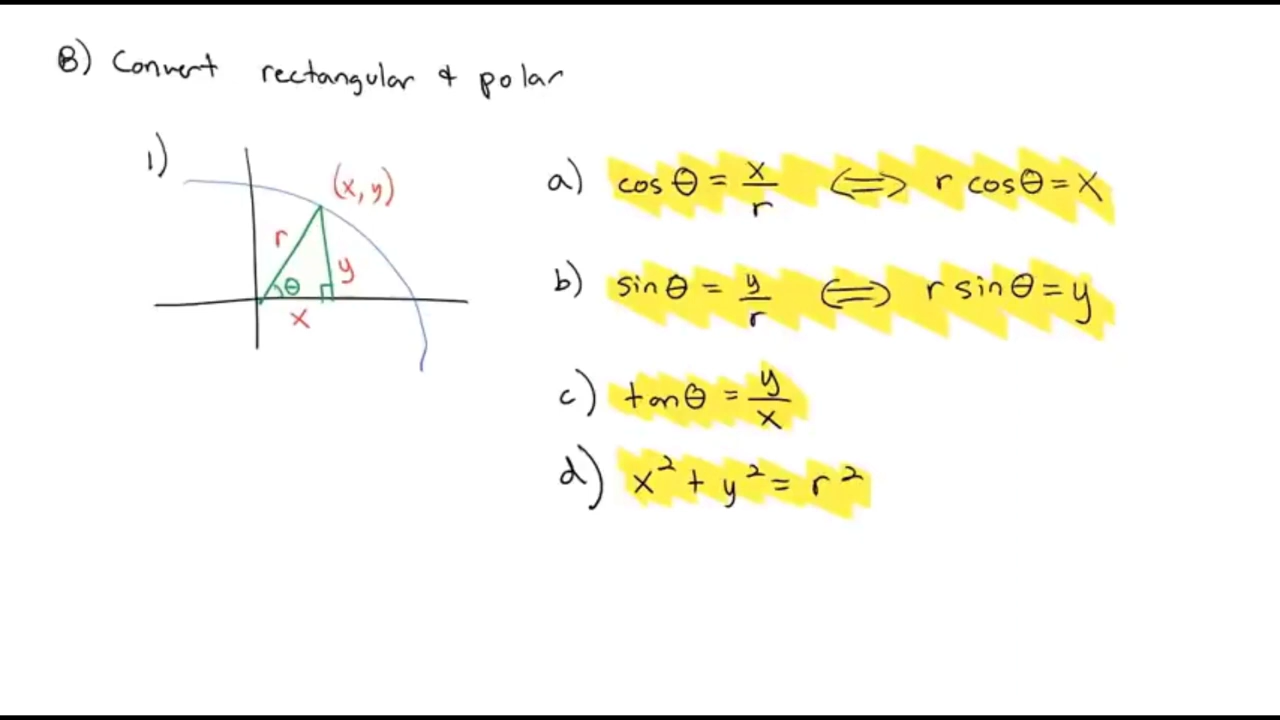 B) Convert rectangular & polar
1)
(x, y)
r
y
θ
x
a) cos θ = x/r ⟺ r cos θ = x
b) sin θ = y/r ⟺ r sin θ = y
c) tan θ = y/x
d) x² + y² = r²